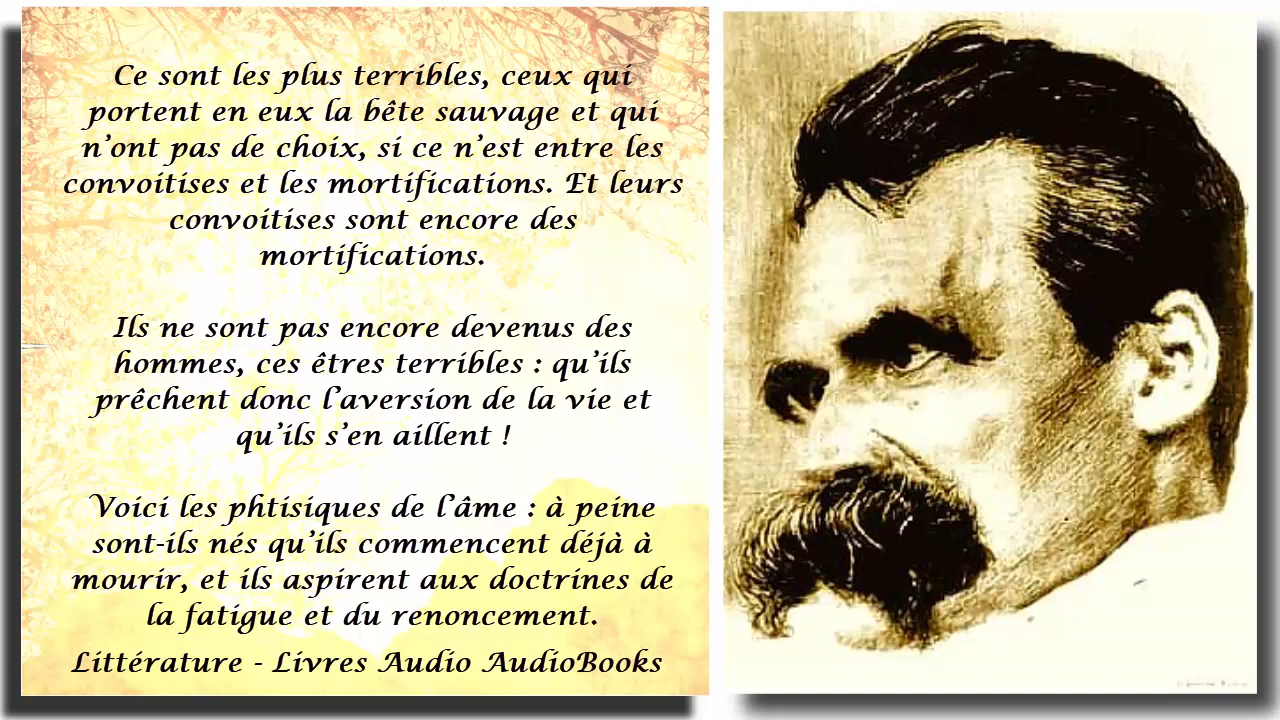 Ce sont les plus terribles, ceux qui
portent en eux la bête sauvage et qui
n'ont pas de choix, si ce n'est entre les
convoitises et les mortifications. Et leurs
convoitises sont encore des
mortifications.
Ils ne sont pas encore devenus des
hommes, ces êtres terribles : qu'ils
prêchent donc l'aversion de la vie et
qu'ils s'en aillent !
Voici les phtisiques de l'âme : à peine
sont-ils nés qu'ils commencent déjà à
mourir, et ils aspirent aux doctrines de
la fatigue et du renoncement.
Littérature - Livres Audio AudioBooks